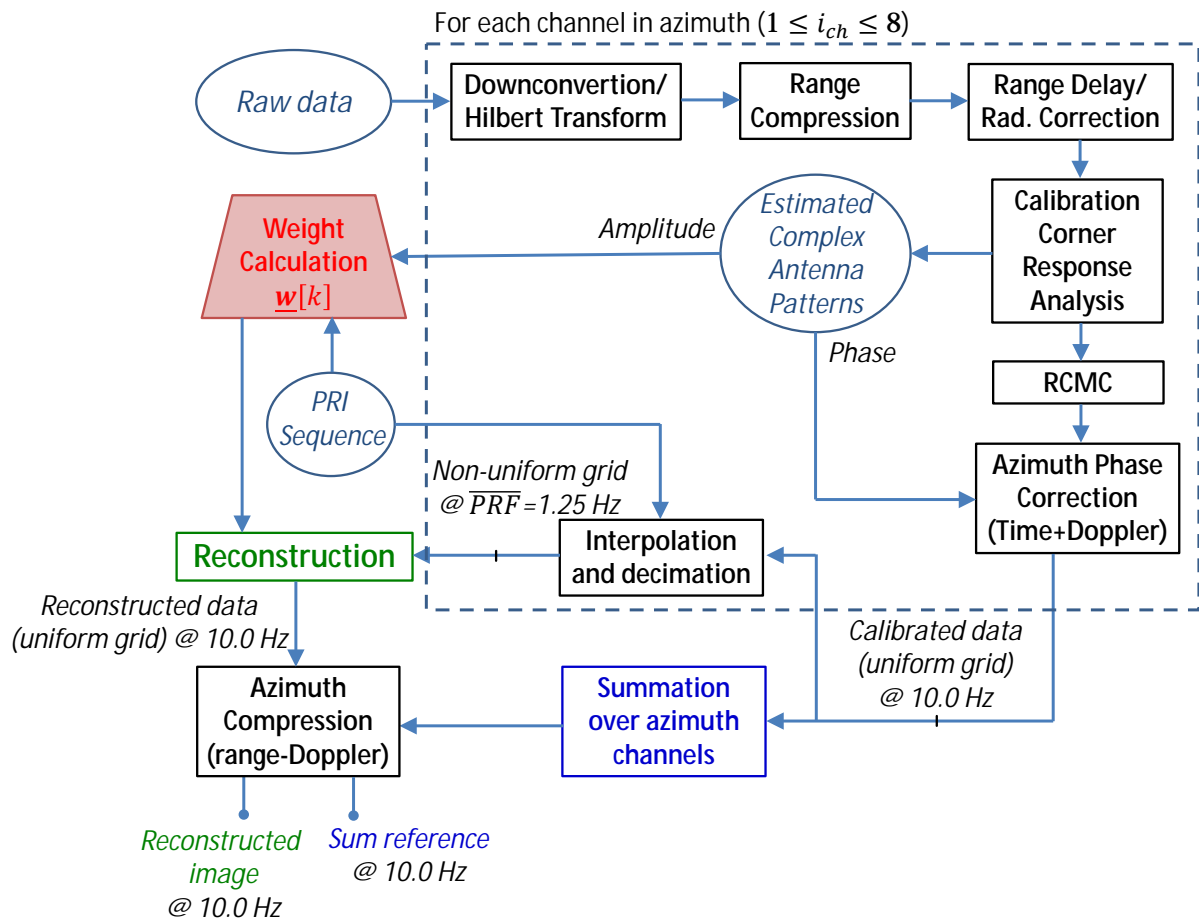 For each channel in azimuth (1 ≤ i_ch ≤ 8)
Raw data
Downconvertion/
Hilbert Transform
Range
Compression
Range Delay/
Rad. Correction
Weight
Calculation
w[k]
Amplitude
Estimated
Complex
Antenna
Patterns
Calibration
Corner
Response
Analysis
Phase
RCMC
PRI
Sequence
Non-uniform grid
@ \overline{PRF}=1.25 Hz
Azimuth Phase
Correction
(Time+Doppler)
Reconstruction
Interpolation
and decimation
Reconstructed data
(uniform grid) @ 10.0 Hz
Calibrated data
(uniform grid)
@ 10.0 Hz
Azimuth
Compression
(range-Doppler)
Summation
over azimuth
channels
Reconstructed
image
@ 10.0 Hz
Sum reference
@ 10.0 Hz